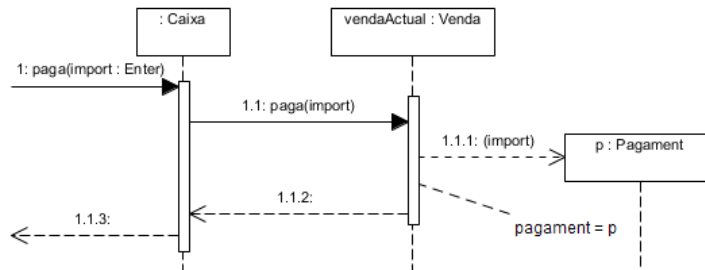 : Caixa
vendaActual : Venda
1: paga(import : Enter)
1.1: paga(import)
1.1.1: (import)
p : Pagament
1.1.2:
1.1.3:
pagament = p